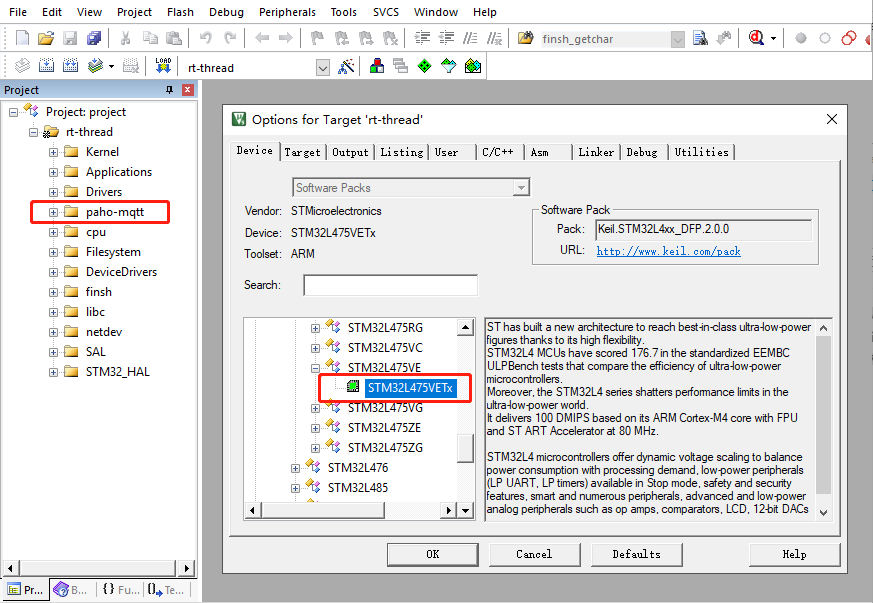 File Edit View Project Flash Debug Peripherals Tools SVCS Window Help
finsh_getchar
LOAD
rt-thread
Project
Project: project
rt-thread
Kernel
Applications
Drivers
paho-mqtt
cpu
Filesystem
DeviceDrivers
finsh
libc
netdev
SAL
STM32_HAL
Pr... B... {} Fu... 0 Te...
Options for Target 'rt-thread'
Device Target Output Listing User C/C++ Asm Linker Debug Utilities
Software Packs
Vendor: STMicroelectronics
Device: STM32L475VETx
Toolset: ARM
Search:
Software Pack
Pack: Keil.STM32L4xx_DFP.2.0.0
URL: http://www.keil.com/pack
STM32L475RG
STM32L475VC
STM32L475VE
STM32L475VETx
STM32L475VG
STM32L475ZE
STM32L475ZG
STM32L476
STM32L485
ST has built a new architecture to reach best-in-class ultra-low-power
figures thanks to its high flexibility.
STM32L4 MCUs have scored 176.7 in the standardized EEMBC
ULPBench tests that compare the efficiency of ultra-low-power
microcontrollers.
Moreover, the STM32L4 series shatters performance limits in the
ultra-low-power world.
It delivers 100 DMIPS based on its ARM Cortex-M4 core with FPU
and ST ART Accelerator at 80 MHz.
STM32L4 microcontrollers offer dynamic voltage scaling to balance
power consumption with processing demand, low-power peripherals
(LP UART, LP timers) available in Stop mode, safety and security
features, smart and numerous peripherals, advanced and low-power
analog peripherals such as op amps, comparators, LCD, 12-bit DACs
OK Cancel Defaults Help